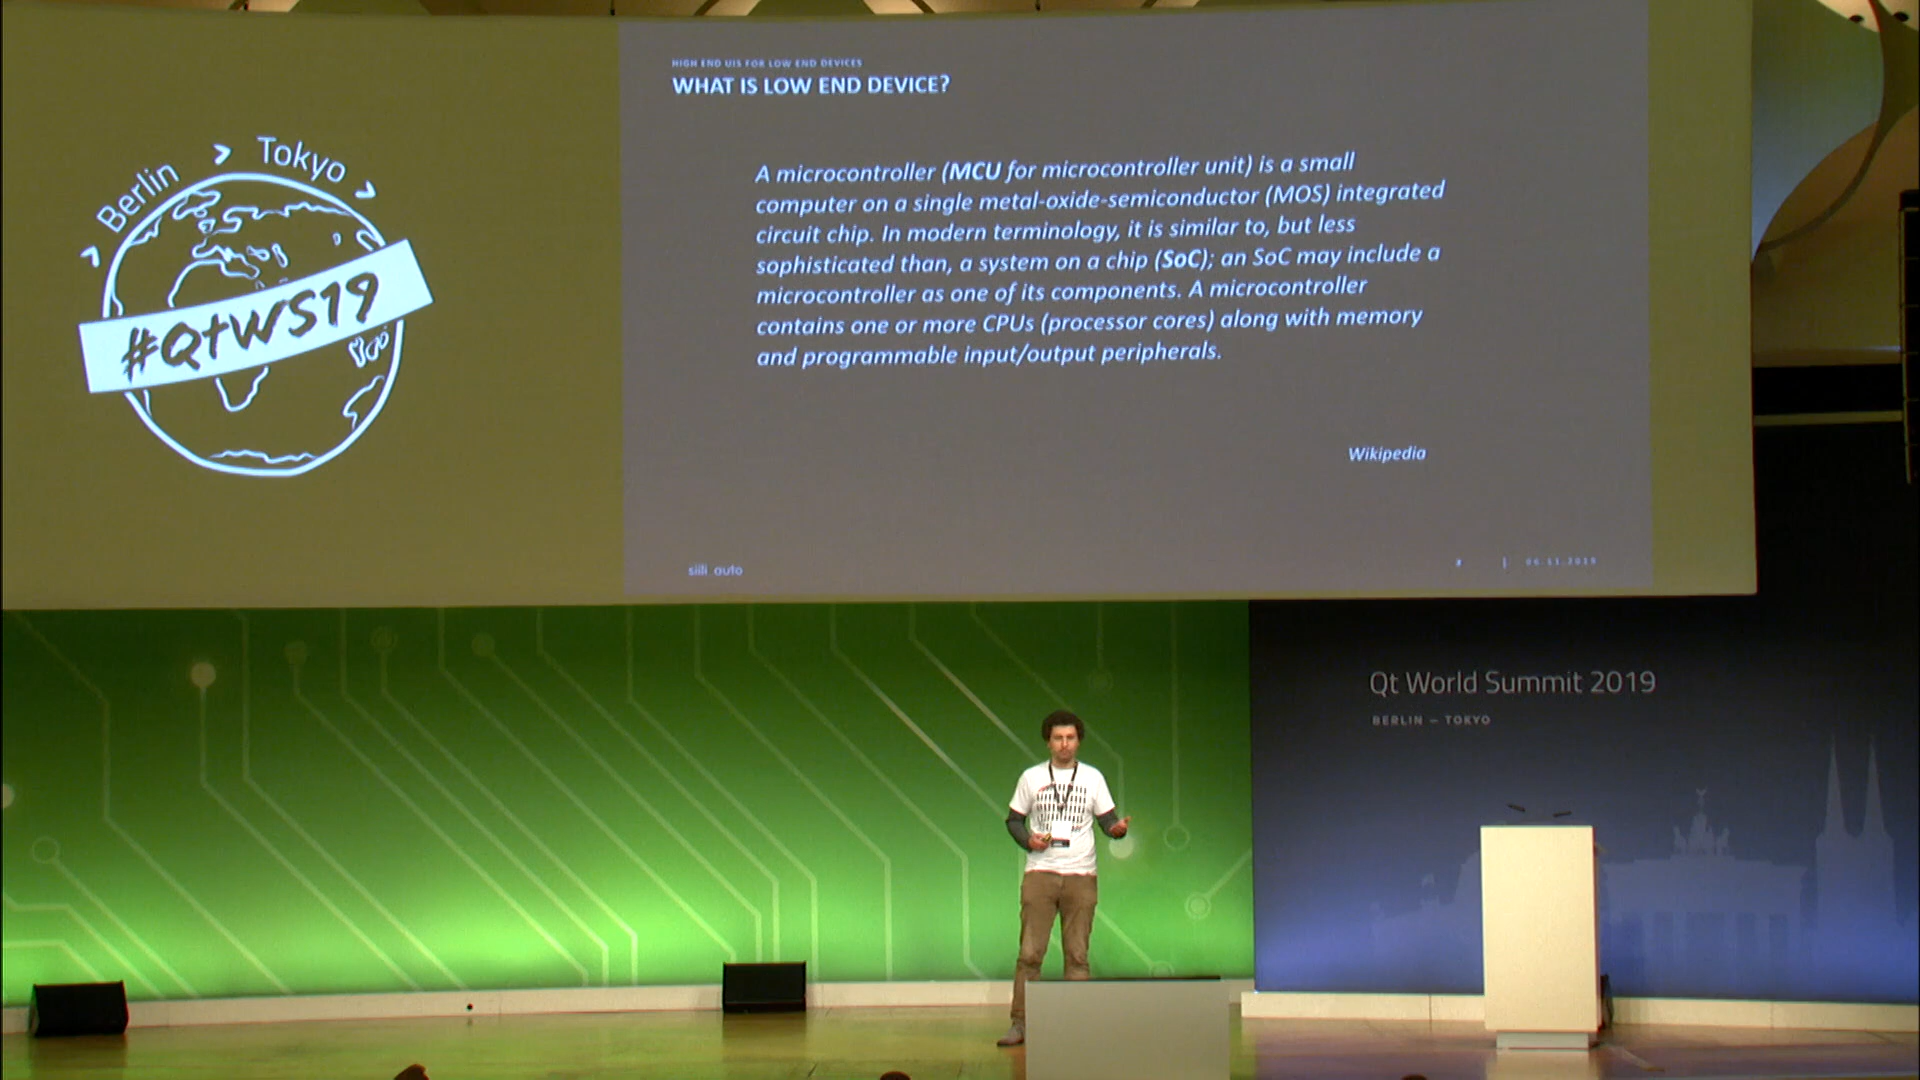 Berlin > Tokyo >
#QtWS19
HIGH END UIS FOR LOW END DEVICES
WHAT IS LOW END DEVICE?
A microcontroller (MCU for microcontroller unit) is a small
computer on a single metal-oxide-semiconductor (MOS) integrated
circuit chip. In modern terminology, it is similar to, but less
sophisticated than, a system on a chip (SoC); an SoC may include a
microcontroller as one of its components. A microcontroller
contains one or more CPUs (processor cores) along with memory
and programmable input/output peripherals.
Wikipedia
siili auto
| 06.11.2019
Qt World Summit 2019
BERLIN – TOKYO